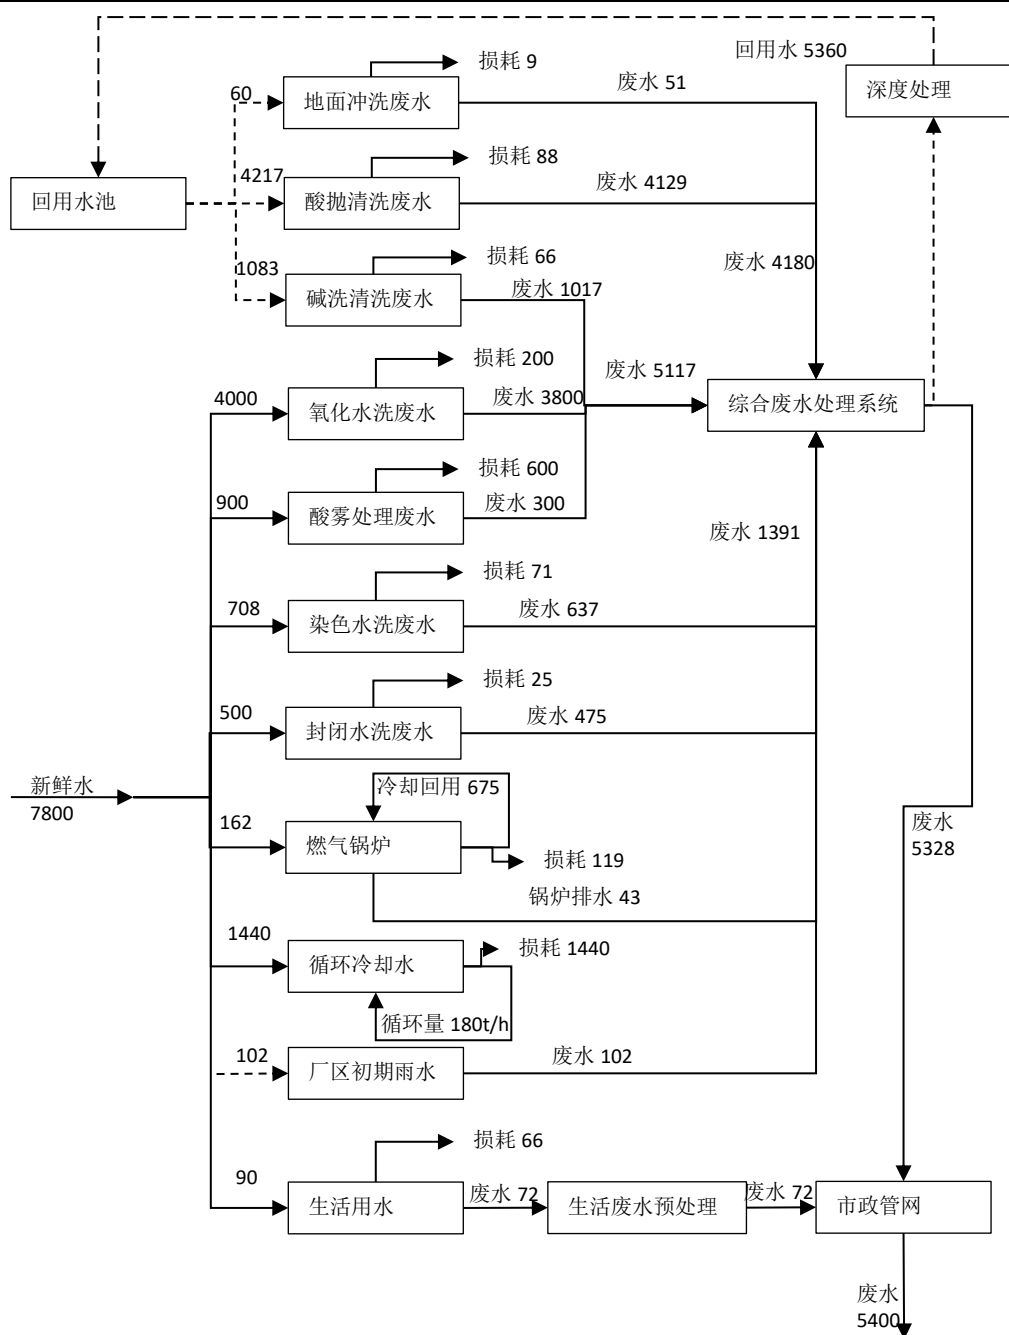 回用水 5360
损耗 9
深度处理
废水 51
60
地面冲洗废水
损耗 88
4217
废水 4129
回用水池
酸抛清洗废水
损耗 66
废水 4180
1083
碱洗清洗废水
废水 1017
损耗 200
废水 5117
4000
废水 3800
氧化水洗废水
综合废水处理系统
损耗 600
900
废水 300
酸雾处理废水
废水 1391
损耗 71
708
废水 637
染色水洗废水
损耗 25
500
废水 475
封闭水洗废水
新鲜水
7800
冷却回用 675
162
燃气锅炉
损耗 119
废水
5328
锅炉排水 43
1440
损耗 1440
循环冷却水
循环量 180t/h
102
废水 102
厂区初期雨水
损耗 66
90
废水 72
废水 72
生活用水
生活废水预处理
市政管网
废水
5400